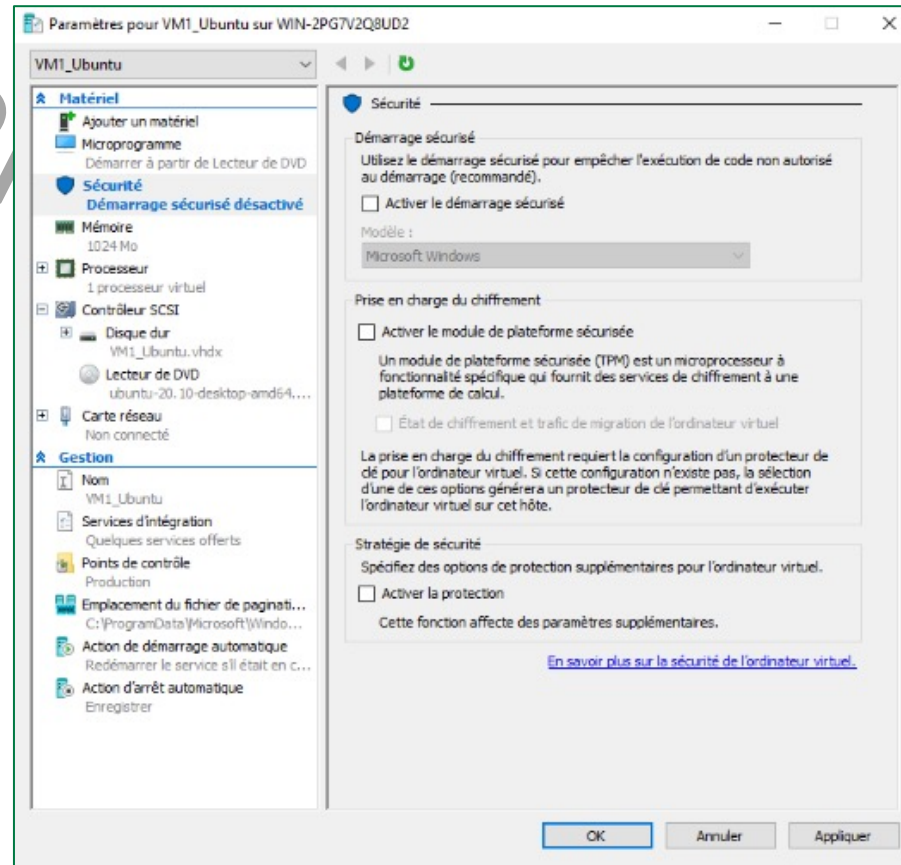 Paramètres pour VM1_Ubuntu sur WIN-2PG7V2Q8UD2
VM1_Ubuntu
Matériel
Ajouter un matériel
Microprogramme
Démarrer à partir de Lecteur de DVD
Sécurité
Démarrage sécurisé désactivé
Mémoire
1024 Mo
Processeur
1 processeur virtuel
Contrôleur SCSI
Disque dur
VM1_Ubuntu.vhdx
Lecteur de DVD
ubuntu-20.10-desktop-amd64....
Carte réseau
Non connecté
Gestion
Nom
VM1_Ubuntu
Services d'intégration
Quelques services offerts
Points de contrôle
Production
Emplacement du fichier de paginati...
C:\ProgramData\Microsoft\Windo...
Action de démarrage automatique
Redémarrer le service s'il était en c...
Action d'arrêt automatique
Enregistrer
Sécurité
Démarrage sécurisé
Utilisez le démarrage sécurisé pour empêcher l'exécution de code non autorisé
au démarrage (recommandé).
Activer le démarrage sécurisé
Modèle :
Microsoft Windows
Prise en charge du chiffrement
Activer le module de plateforme sécurisée
Un module de plateforme sécurisée (TPM) est un microprocesseur à
fonctionnalité spécifique qui fournit des services de chiffrement à une
plateforme de calcul.
État de chiffrement et trafic de migration de l'ordinateur virtuel
La prise en charge du chiffrement requiert la configuration d'un protecteur de
clé pour l'ordinateur virtuel. Si cette configuration n'existe pas, la sélection
d'une de ces options générera un protecteur de clé permettant d'exécuter
l'ordinateur virtuel sur cet hôte.
Stratégie de sécurité
Spécifiez des options de protection supplémentaires pour l'ordinateur virtuel.
Activer la protection
Cette fonction affecte des paramètres supplémentaires.
En savoir plus sur la sécurité de l'ordinateur virtuel.
OK
Annuler
Appliquer